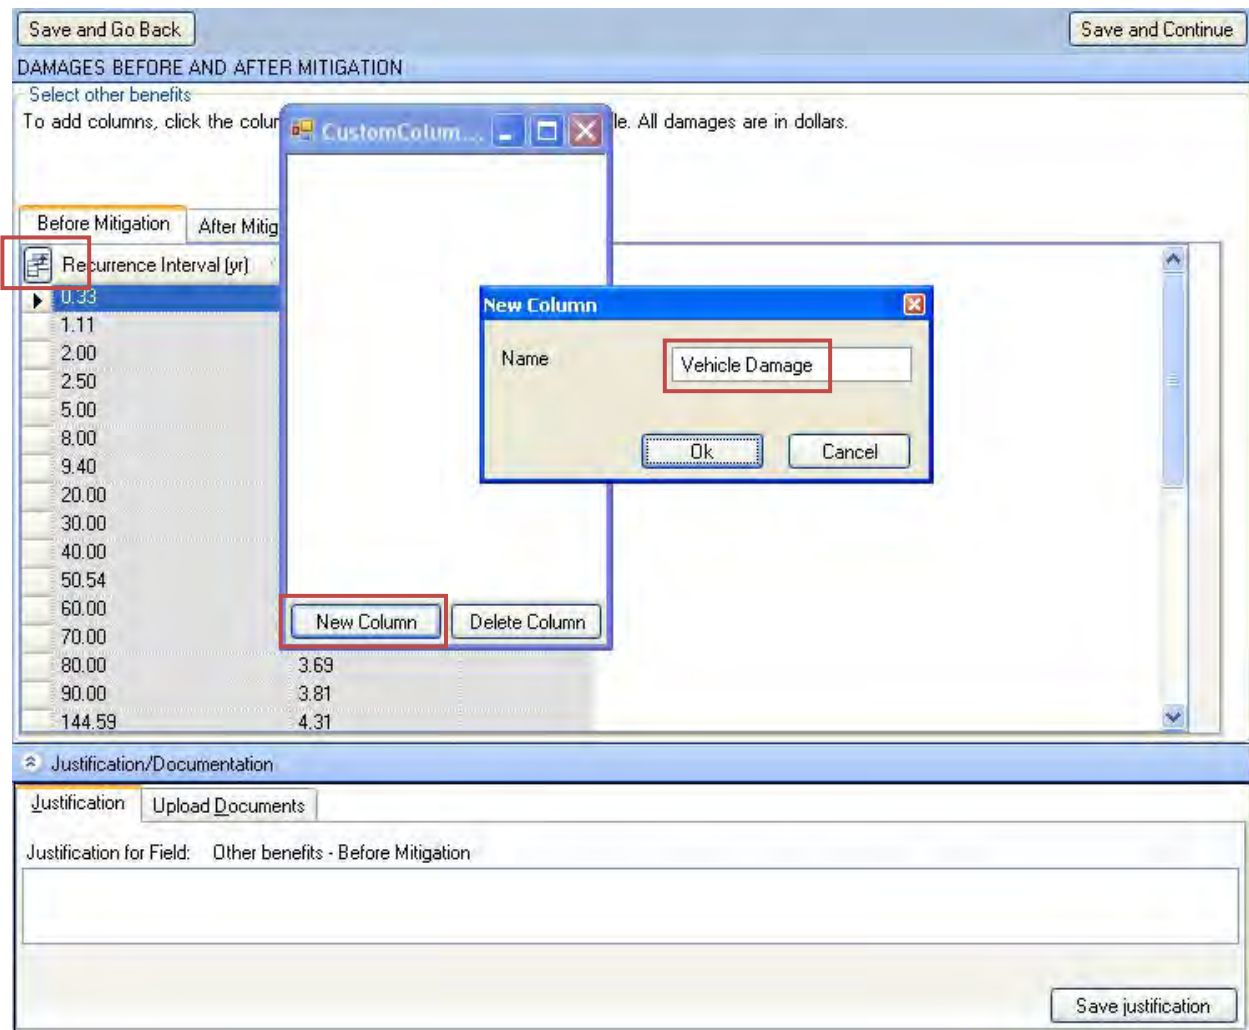 Save and Go Back
Save and Continue
DAMAGES BEFORE AND AFTER MITIGATION
Select other benefits
To add columns, click the colum le. All damages are in dollars.
CustomColum...
Before Mitigation
After Mitig
Recurrence Interval (yr)
New Column
0.33
1.11
2.00
Name
Vehicle Damage
2.50
5.00
8.00
Ok
Cancel
9.40
20.00
30.00
40.00
50.54
60.00
New Column
Delete Column
70.00
80.00 3.69
90.00 3.81
144.59 4.31
Justification/Documentation
Justification
Upload Documents
Justification for Field: Other benefits - Before Mitigation
Save justification